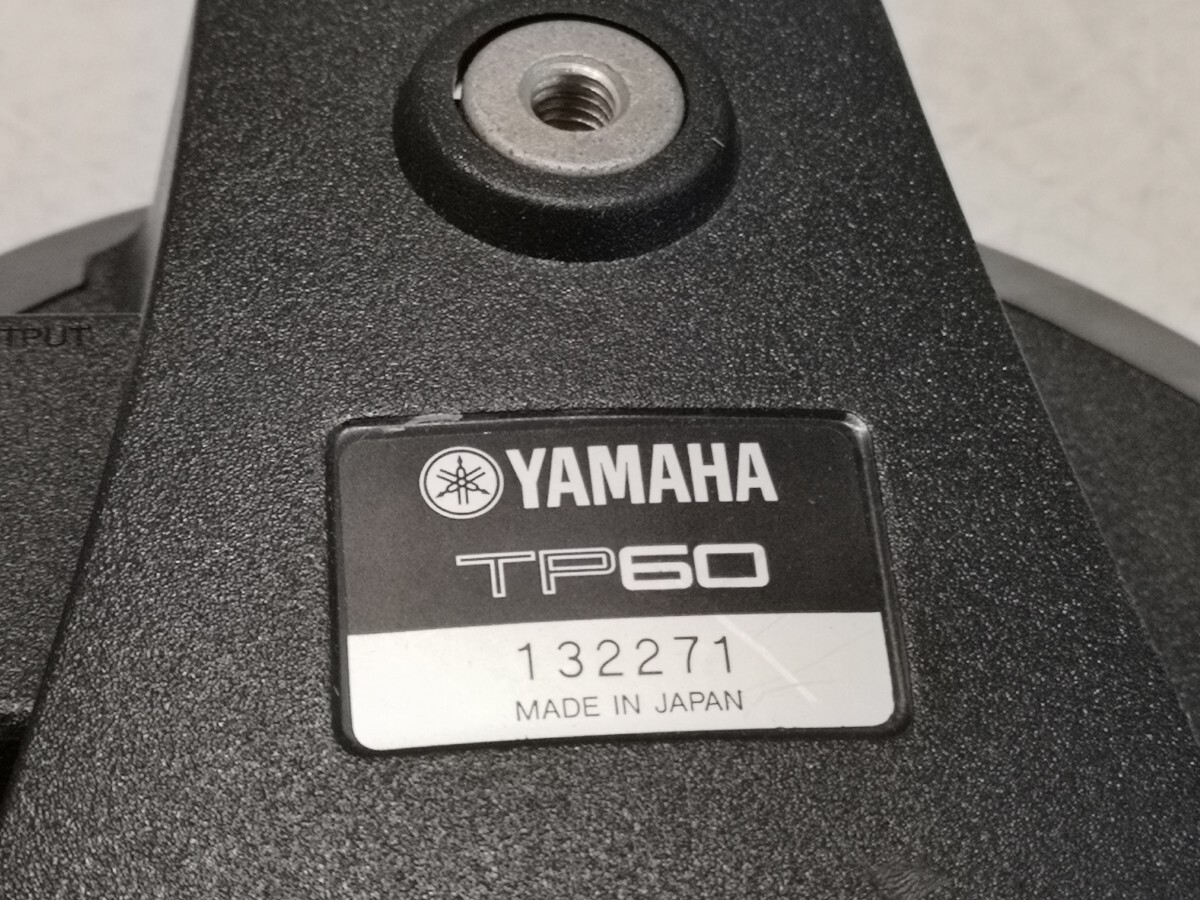 TPUT
YAMAHA
TP60
132271
MADE IN JAPAN